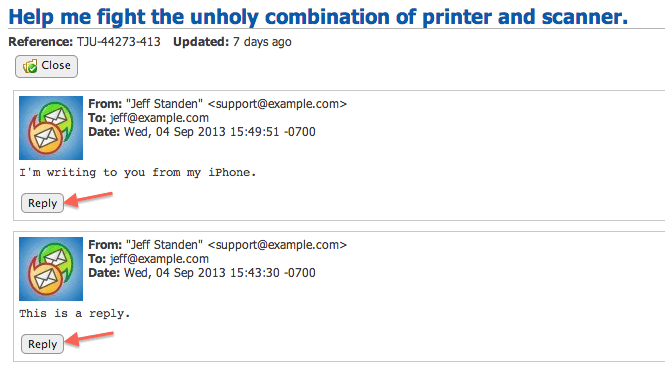 Help me fight the unholy combination of printer and scanner.
Reference: TJU-44273-413 Updated: 7 days ago
Close
From: "Jeff Standen" <support@example.com>
To: jeff@example.com
Date: Wed, 04 Sep 2013 15:49:51 -0700
I'm writing to you from my iPhone.
Reply
From: "Jeff Standen" <support@example.com>
To: jeff@example.com
Date: Wed, 04 Sep 2013 15:43:30 -0700
This is a reply.
Reply